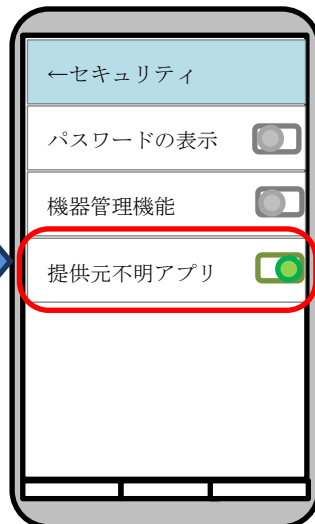 ←セキュリティ
パスワードの表示
機器管理機能
提供元不明アプリ